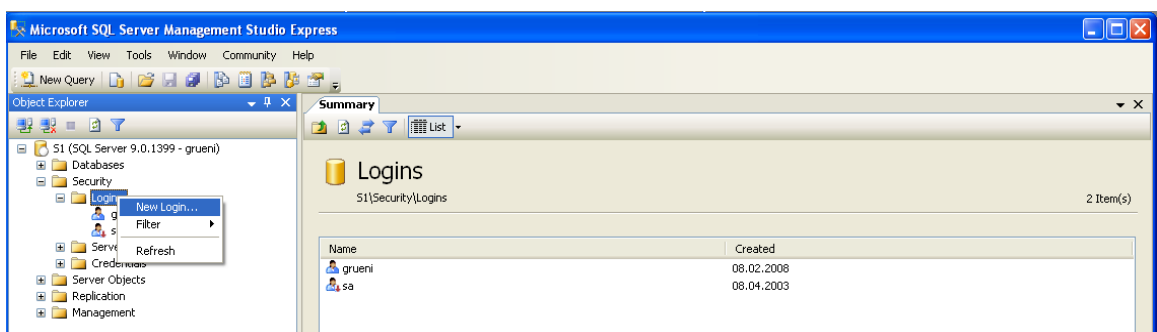 Microsoft SQL Server Management Studio Express
File Edit View Tools Window Community Help
New Query
Object Explorer
Summary
List
S1 (SQL Server 9.0.1399 - grueni)
Databases
Security
Logins
New Login...
Filter
Refresh
Server Objects
Replication
Management
Logins
S1\Security\Logins
2 Item(s)
Name Created
grueni 08.02.2008
sa 08.04.2003